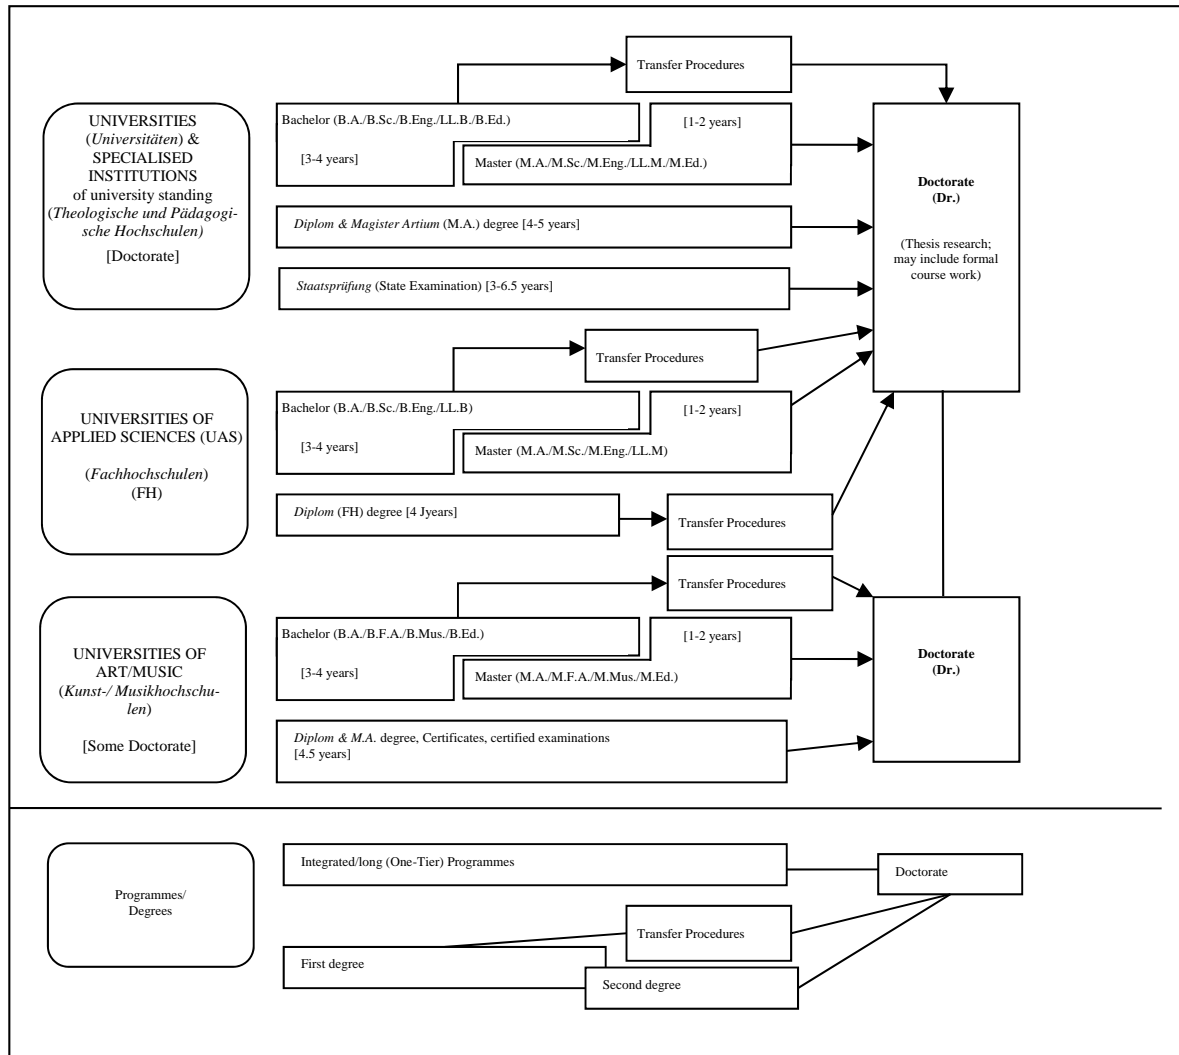 Transfer Procedures
UNIVERSITIES
(Universitäten) &
SPECIALISED
INSTITUTIONS
of university standing
(Theologische und Pädagogi-
sche Hochschulen)
[Doctorate]
Bachelor (B.A./B.Sc./B.Eng./LL.B./B.Ed.)
[3-4 years]
[1-2 years]
Master (M.A./M.Sc./M.Eng./LL.M./M.Ed.)
Diplom & Magister Artium (M.A.) degree [4-5 years]
Staatsprüfung (State Examination) [3-6.5 years]
Doctorate
(Dr.)
(Thesis research;
may include formal
course work)
Transfer Procedures
UNIVERSITIES OF
APPLIED SCIENCES (UAS)
(Fachhochschulen)
(FH)
Bachelor (B.A./B.Sc./B.Eng./LL.B)
[3-4 years]
[1-2 years]
Master (M.A./M.Sc./M.Eng./LL.M)
Diplom (FH) degree [4 Jyears]
Transfer Procedures
Transfer Procedures
UNIVERSITIES OF
ART/MUSIC
(Kunst-/ Musikhochschu-
len)
[Some Doctorate]
Bachelor (B.A./B.F.A./B.Mus./B.Ed.)
[3-4 years]
[1-2 years]
Master (M.A./M.F.A./M.Mus./M.Ed.)
Diplom & M.A. degree, Certificates, certified examinations
[4.5 years]
Doctorate
(Dr.)
Programmes/
Degrees
Integrated/long (One-Tier) Programmes
Doctorate
Transfer Procedures
First degree
Second degree